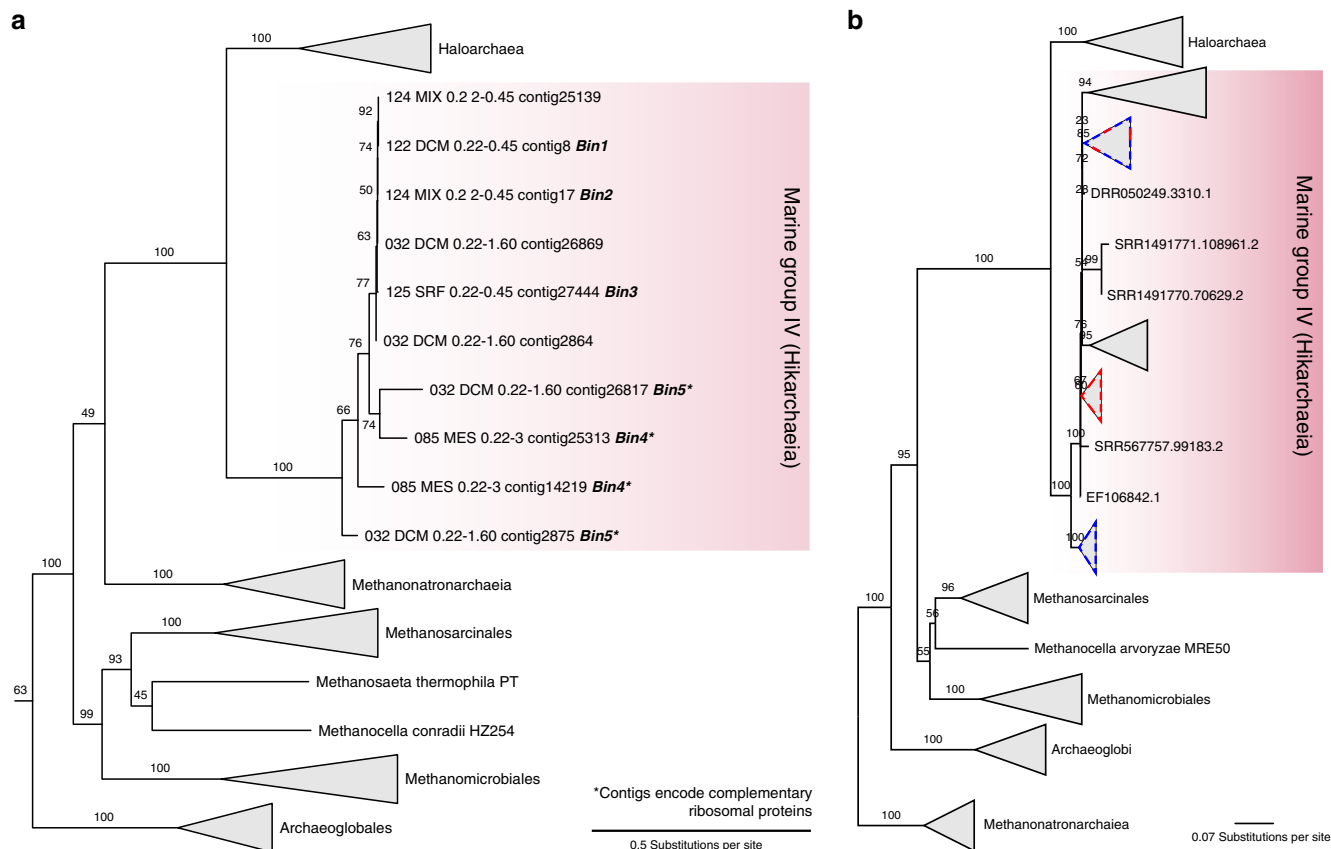 a
100
Haloarchaea
124 MIX 0.2 2-0.45 contig25139
92
122 DCM 0.22-0.45 contig8 Bin1
74
124 MIX 0.2 2-0.45 contig17 Bin2
50
032 DCM 0.22-1.60 contig26869
63
125 SRF 0.22-0.45 contig27444 Bin3
77
032 DCM 0.22-1.60 contig2864
76
032 DCM 0.22-1.60 contig26817 Bin5*
66
74
085 MES 0.22-3 contig25313 Bin4*
085 MES 0.22-3 contig14219 Bin4*
032 DCM 0.22-1.60 contig2875 Bin5*
Marine group IV (Hikarchaeia)
100
100
49
100
100
Methanonatronarchaeia
100
Methanosarcinales
93
45
Methanosaeta thermophila PT
Methanocella conradii HZ254
99
100
Methanomicrobiales
63
100
Archaeoglobales
*Contigs encode complementary
ribosomal proteins
0.5 Substitutions per site
b
100
Haloarchaea
94
23
85
72
28
DRR050249.3310.1
SRR1491771.108961.2
54
99
SRR1491770.70629.2
76
95
67
60
100
SRR567757.99183.2
EF106842.1
100
100
Marine group IV (Hikarchaeia)
100
95
96
Methanosarcinales
56
Methanocella arvoryzae MRE50
55
100
Methanomicrobiales
100
100
Archaeoglobi
100
Methanonatronarchaiea
0.07 Substitutions per site